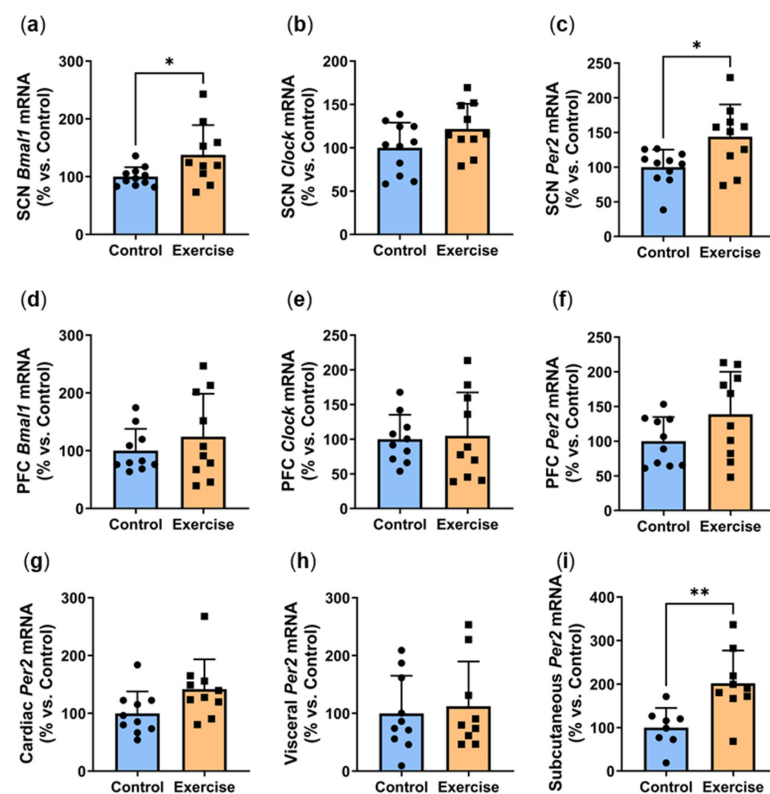 (a)
SCN Bmal1 mRNA
(% vs. Control)
300
200
100
0
*
Control Exercise
(b)
SCN Clock mRNA
(% vs. Control)
200
150
100
50
0
Control Exercise
(c)
SCN Per2 mRNA
(% vs. Control)
250
200
150
100
50
0
*
Control Exercise
(d)
PFC Bmal1 mRNA
(% vs. Control)
300
200
100
0
Control Exercise
(e)
PFC Clock mRNA
(% vs. Control)
250
200
150
100
50
0
Control Exercise
(f)
PFC Per2 mRNA
(% vs. Control)
250
200
150
100
50
0
Control Exercise
(g)
Cardiac Per2 mRNA
(% vs. Control)
300
200
100
0
Control Exercise
(h)
Visceral Per2 mRNA
(% vs. Control)
300
200
100
0
Control Exercise
(i)
Subcutaneous Per2 mRNA
(% vs. Control)
400
300
200
100
0
**
Control Exercise